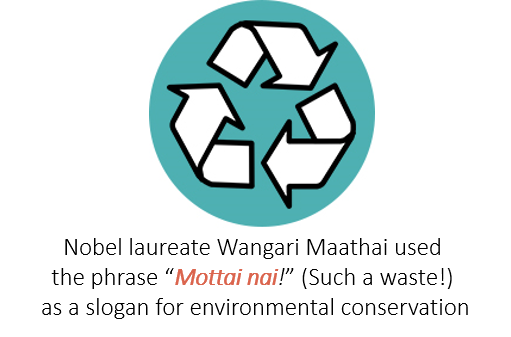 Nobel laureate Wangari Maathai used
the phrase “Mottai nai!” (Such a waste!)
as a slogan for environmental conservation